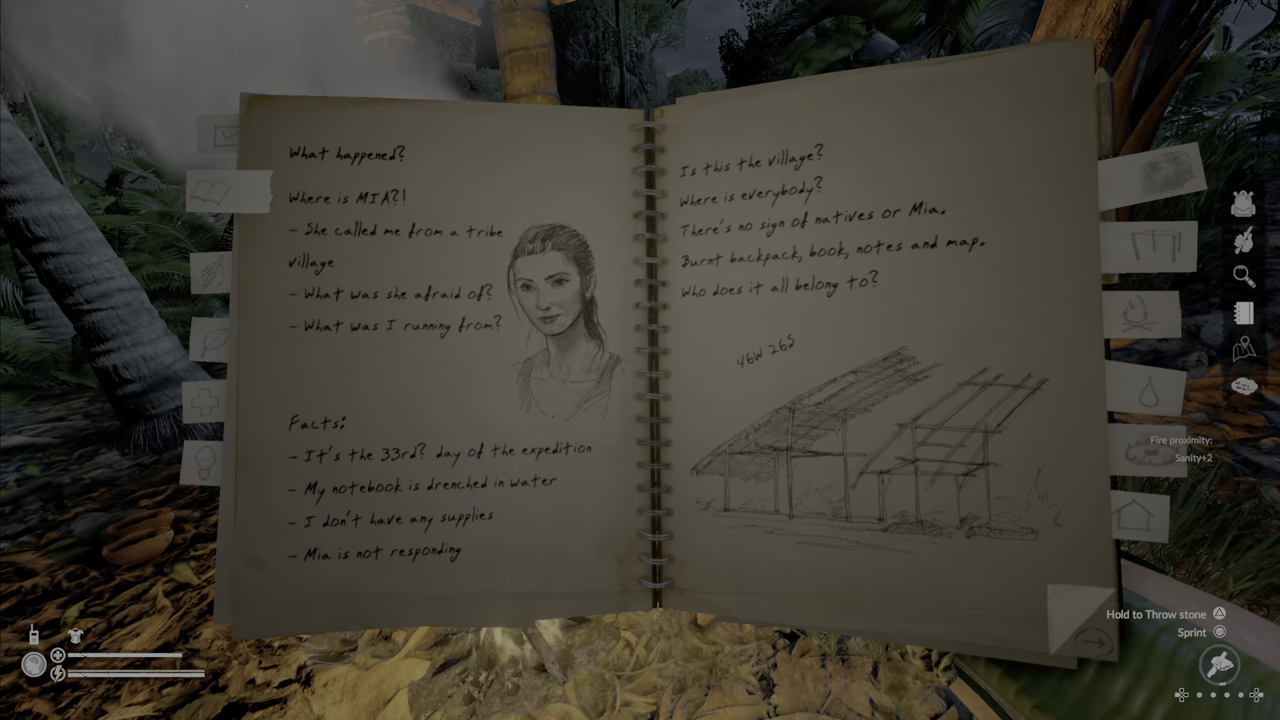 What happened?
Where is MIA?!
- She called me from a tribe
village
- What was she afraid of?
- What was I running from?
Facts:
- It's the 33rd? day of the expedition
- My notebook is drenched in water
- I don't have any supplies
- Mia is not responding
Is this the village?
Where is everybody?
There's no sign of natives or Mia.
Burnt backpack, book, notes and map.
Who does it all belong to?
46W 26S
Fire proximity:
Sanity+2
Hold to Throw stone
Sprint